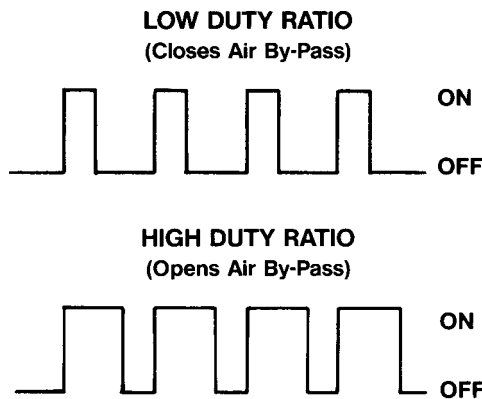 LOW DUTY RATIO
(Closes Air By-Pass)
ON
OFF
HIGH DUTY RATIO
(Opens Air By-Pass)
ON
OFF